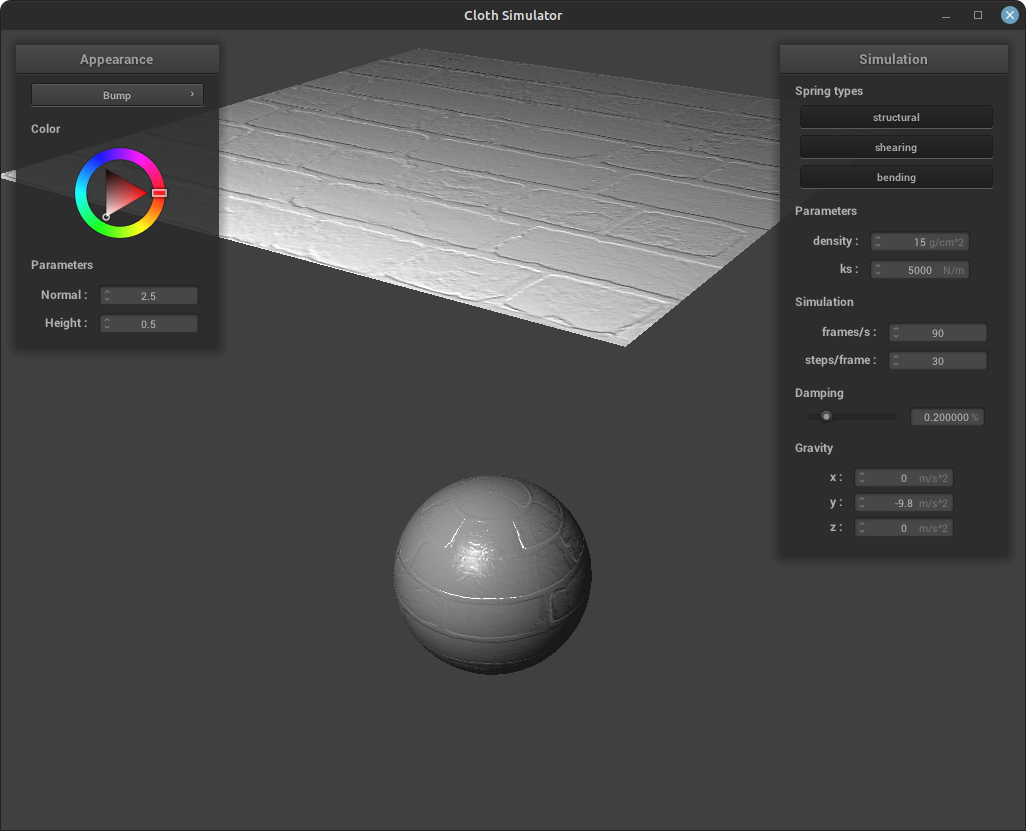 Cloth Simulator
Appearance
Bump
Color
Parameters
Normal : 2.5
Height : 0.5
Simulation
Spring types
structural
shearing
bending
Parameters
density : 15 g/cm^2
ks : 5000 N/m
Simulation
frames/s : 90
steps/frame : 30
Damping
0.200000 %
Gravity
x : 0 m/s^2
y : -9.8 m/s^2
z : 0 m/s^2